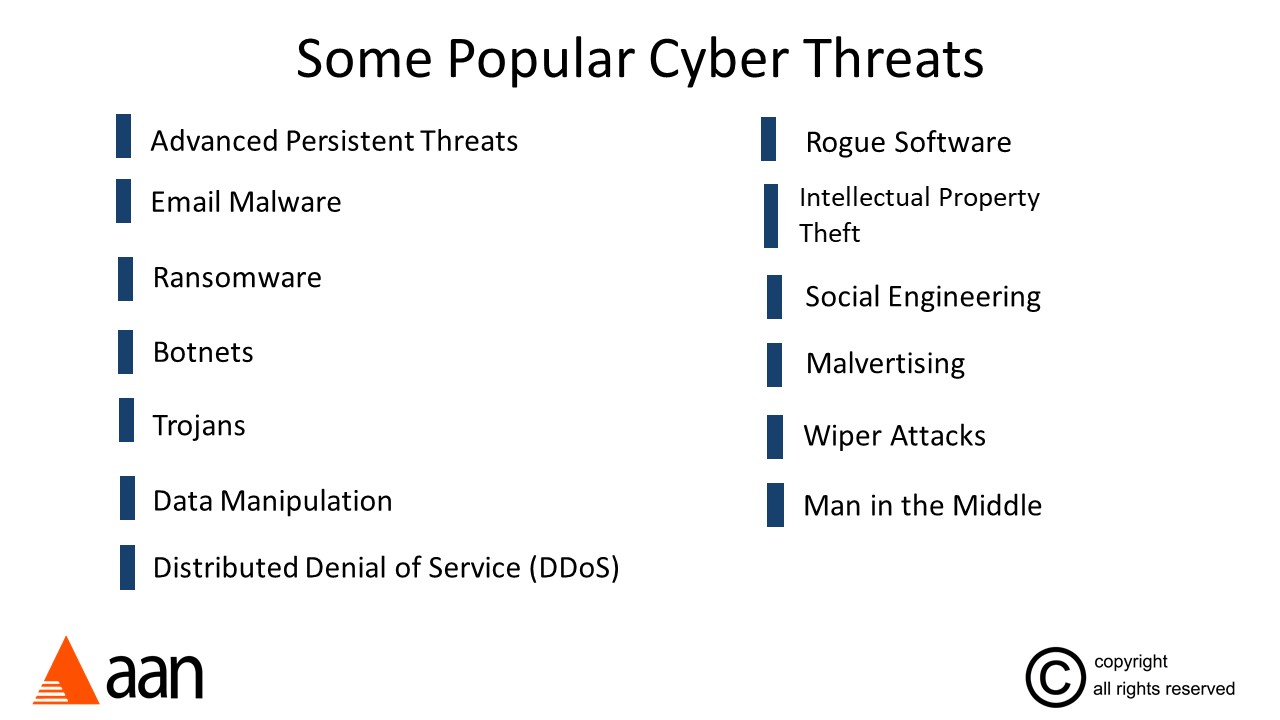 Some Popular Cyber Threats
Advanced Persistent Threats
Email Malware
Ransomware
Botnets
Trojans
Data Manipulation
Distributed Denial of Service (DDoS)
Rogue Software
Intellectual Property
Theft
Social Engineering
Malvertising
Wiper Attacks
Man in the Middle
aan
©
copyright
all rights reserved